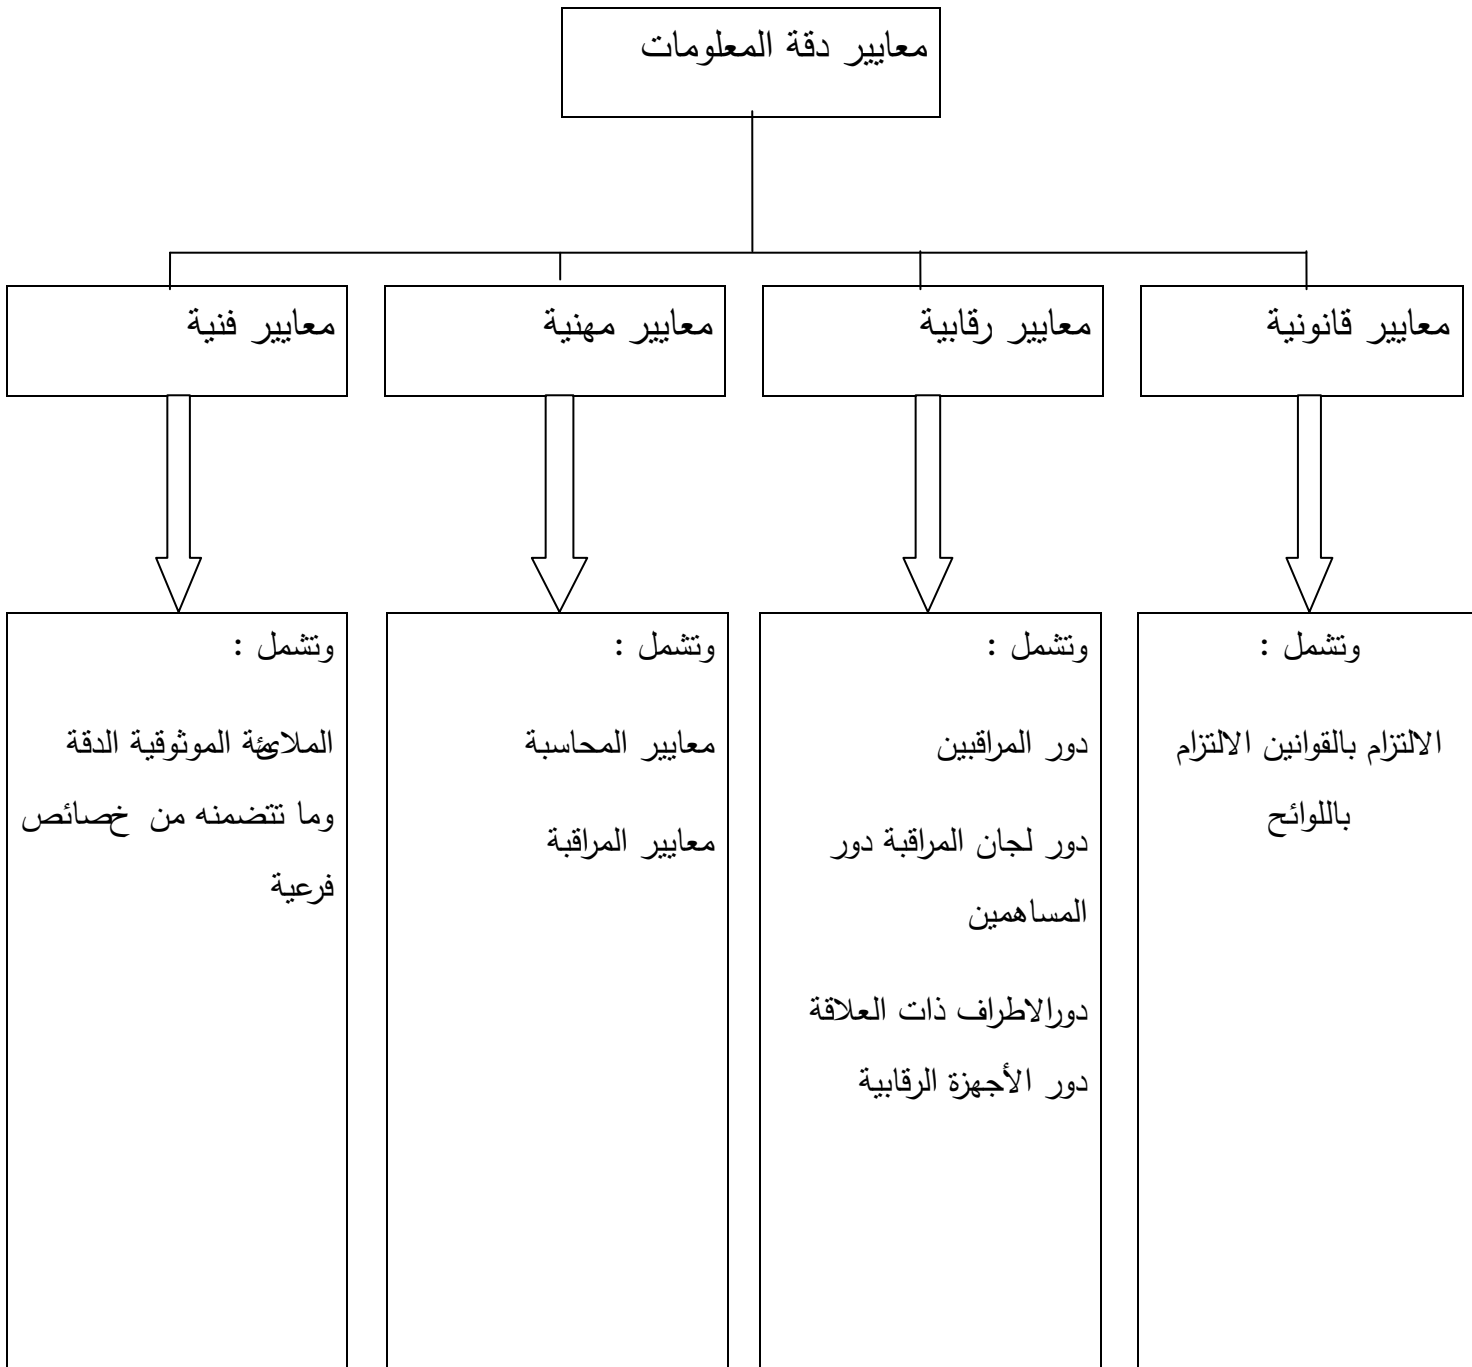 معايير دقة المعلومات
معايير قانونية
معايير رقابية
معايير مهنية
معايير فنية
وتشمل :
الالتزام بالقوانين الالتزام
باللوائح
وتشمل :
دور المراقبين
دور لجان المراقبة دور
المساهمين
دورالاطراف ذات العلاقة
دور الأجهزة الرقابية
وتشمل :
معايير المحاسبة
معايير المراقبة
وتشمل :
الموثوقية الدقة
وما تتضمنه من خصائص
فرعية